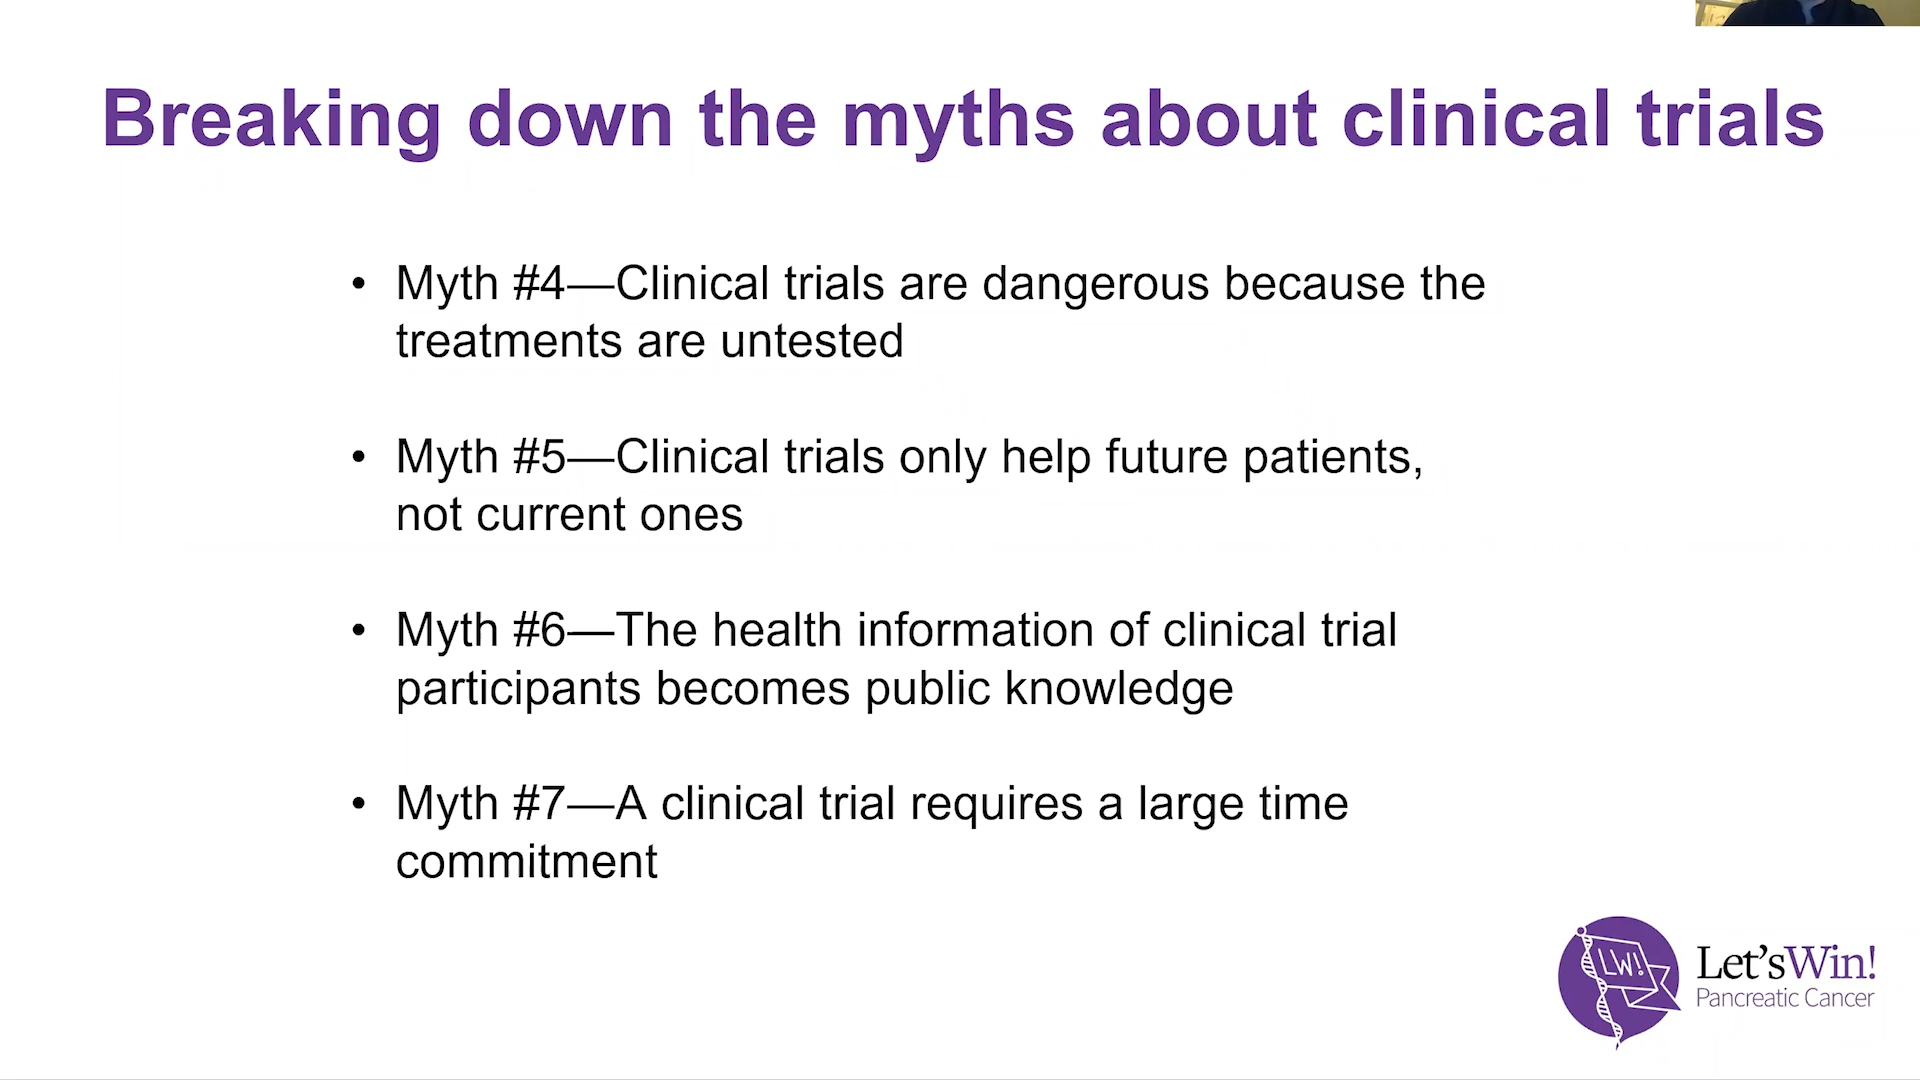 Breaking down the myths about clinical trials
• Myth #4—Clinical trials are dangerous because the
treatments are untested
• Myth #5—Clinical trials only help future patients,
not current ones
• Myth #6—The health information of clinical trial
participants becomes public knowledge
• Myth #7—A clinical trial requires a large time
commitment
LW!
Let'sWin!
Pancreatic Cancer